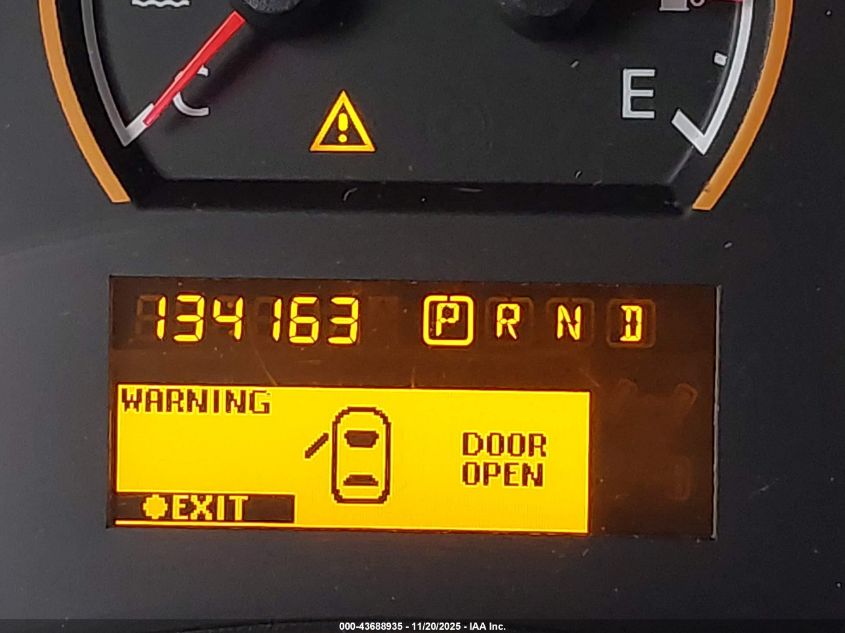 C
E
134163 P R N D
WARNING
DOOR
OPEN
EXIT
000-43688935 - 11/20/2025 - IAA Inc.